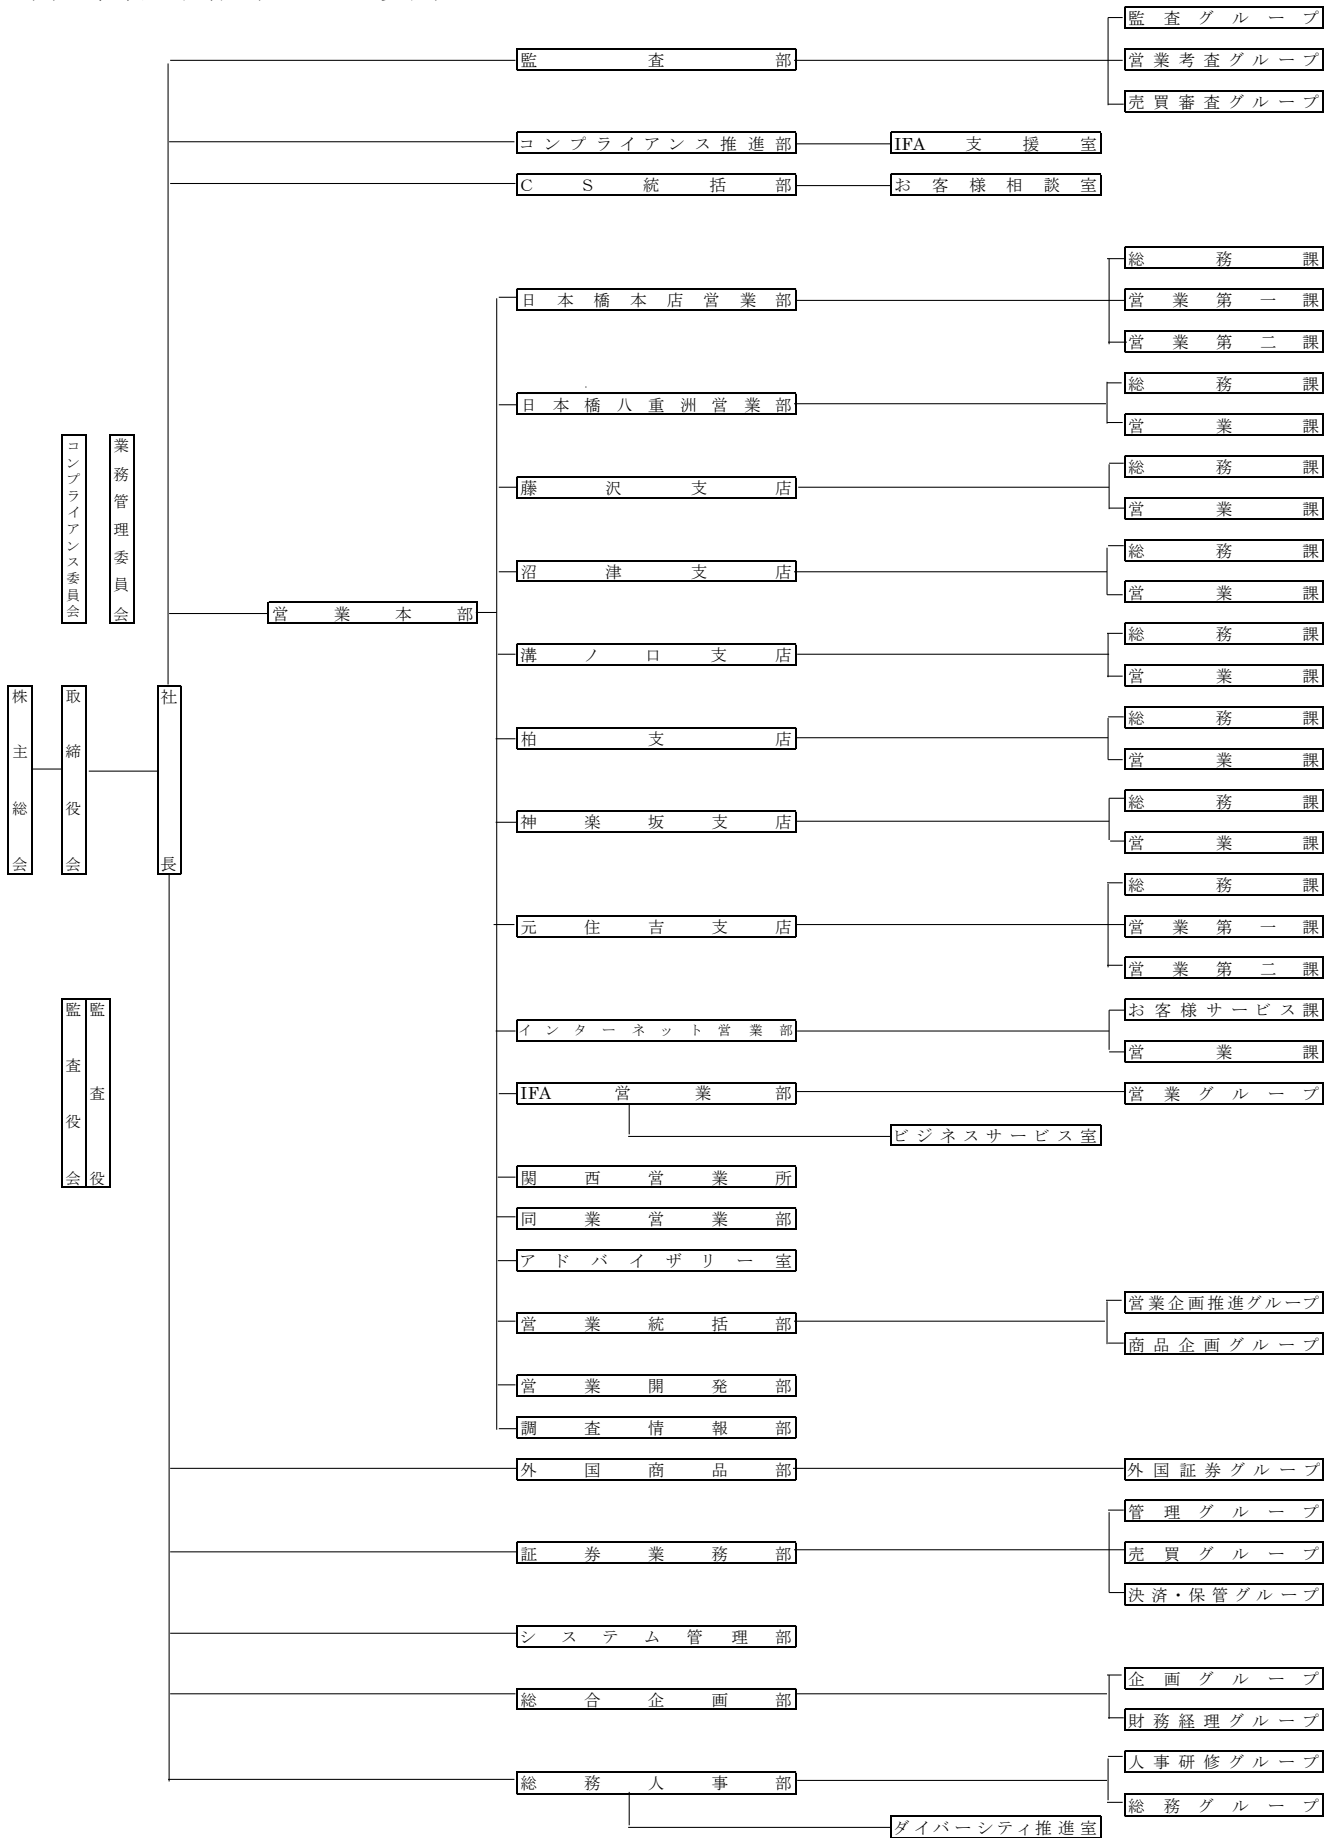 監査グループ
監査部
営業考査グループ
売買審査グループ
コンプライアンス推進部
IFA支援室
CS統括部
お客様相談室
総務課
日本橋本店営業部
営業第一課
営業第二課
総務課
日本橋八重洲営業部
営業課
コンプライアンス委員会
業務管理委員会
総務課
藤沢支店
営業課
総務課
沼津支店
営業課
営業本部
総務課
溝ノ口支店
営業課
株主総会
取締役会
社長
総務課
柏支店
営業課
総務課
神楽坂支店
営業課
総務課
元住吉支店
営業第一課
営業第二課
監査役会
監査役
お客様サービス課
インターネット営業部
営業課
IFA営業部
営業グループ
ビジネスサービス室
関西営業所
同業営業部
アドバイザリー室
営業企画推進グループ
営業統括部
商品企画グループ
営業開発部
調査情報部
外国商品部
外国証券グループ
管理グループ
証券業務部
売買グループ
決済・保管グループ
システム管理部
企画グループ
総合企画部
財務経理グループ
人事研修グループ
総務人事部
総務グループ
ダイバーシティ推進室